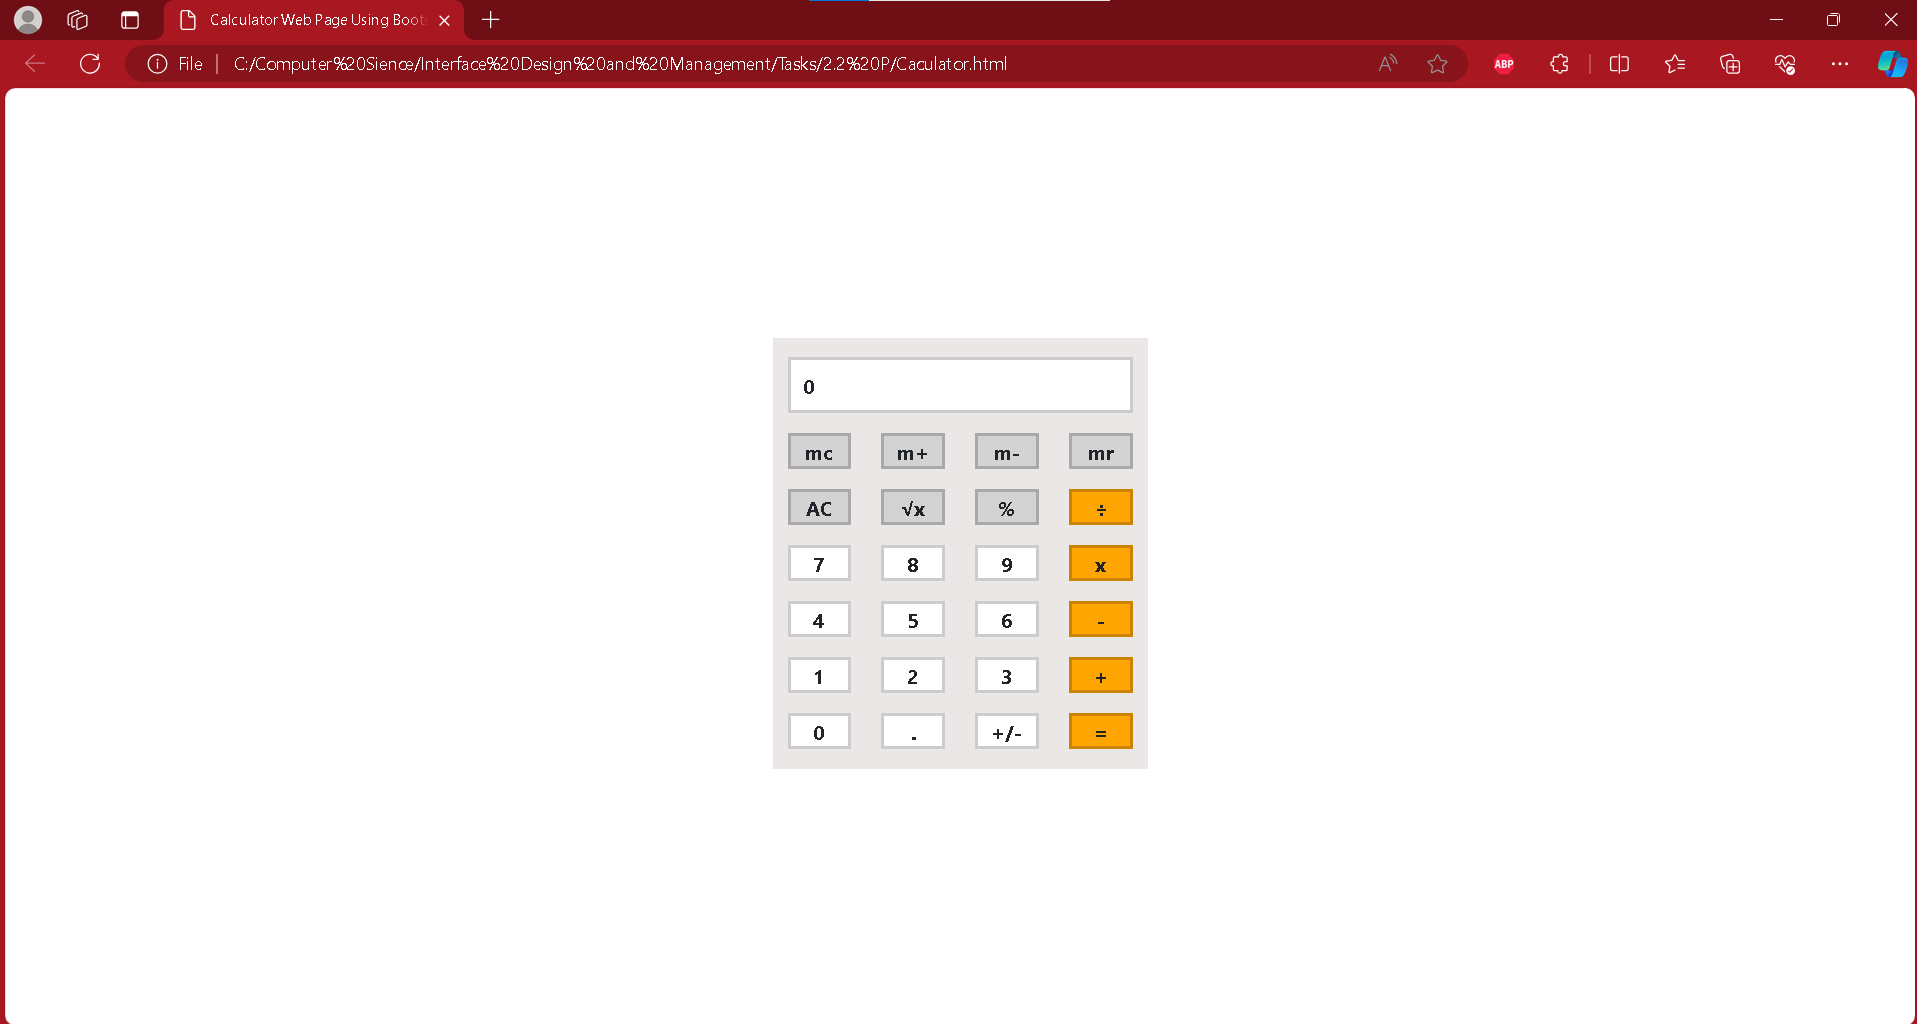 Calculator Web Page Using Boot
File C:/Computer%20Sience/Interface%20Design%20and%20Management/Tasks/2.2%20P/Caculator.html
ABP
0
mc m+ m- mr
AC √x % ÷
7 8 9 x
4 5 6 -
1 2 3 +
0 . +/- =